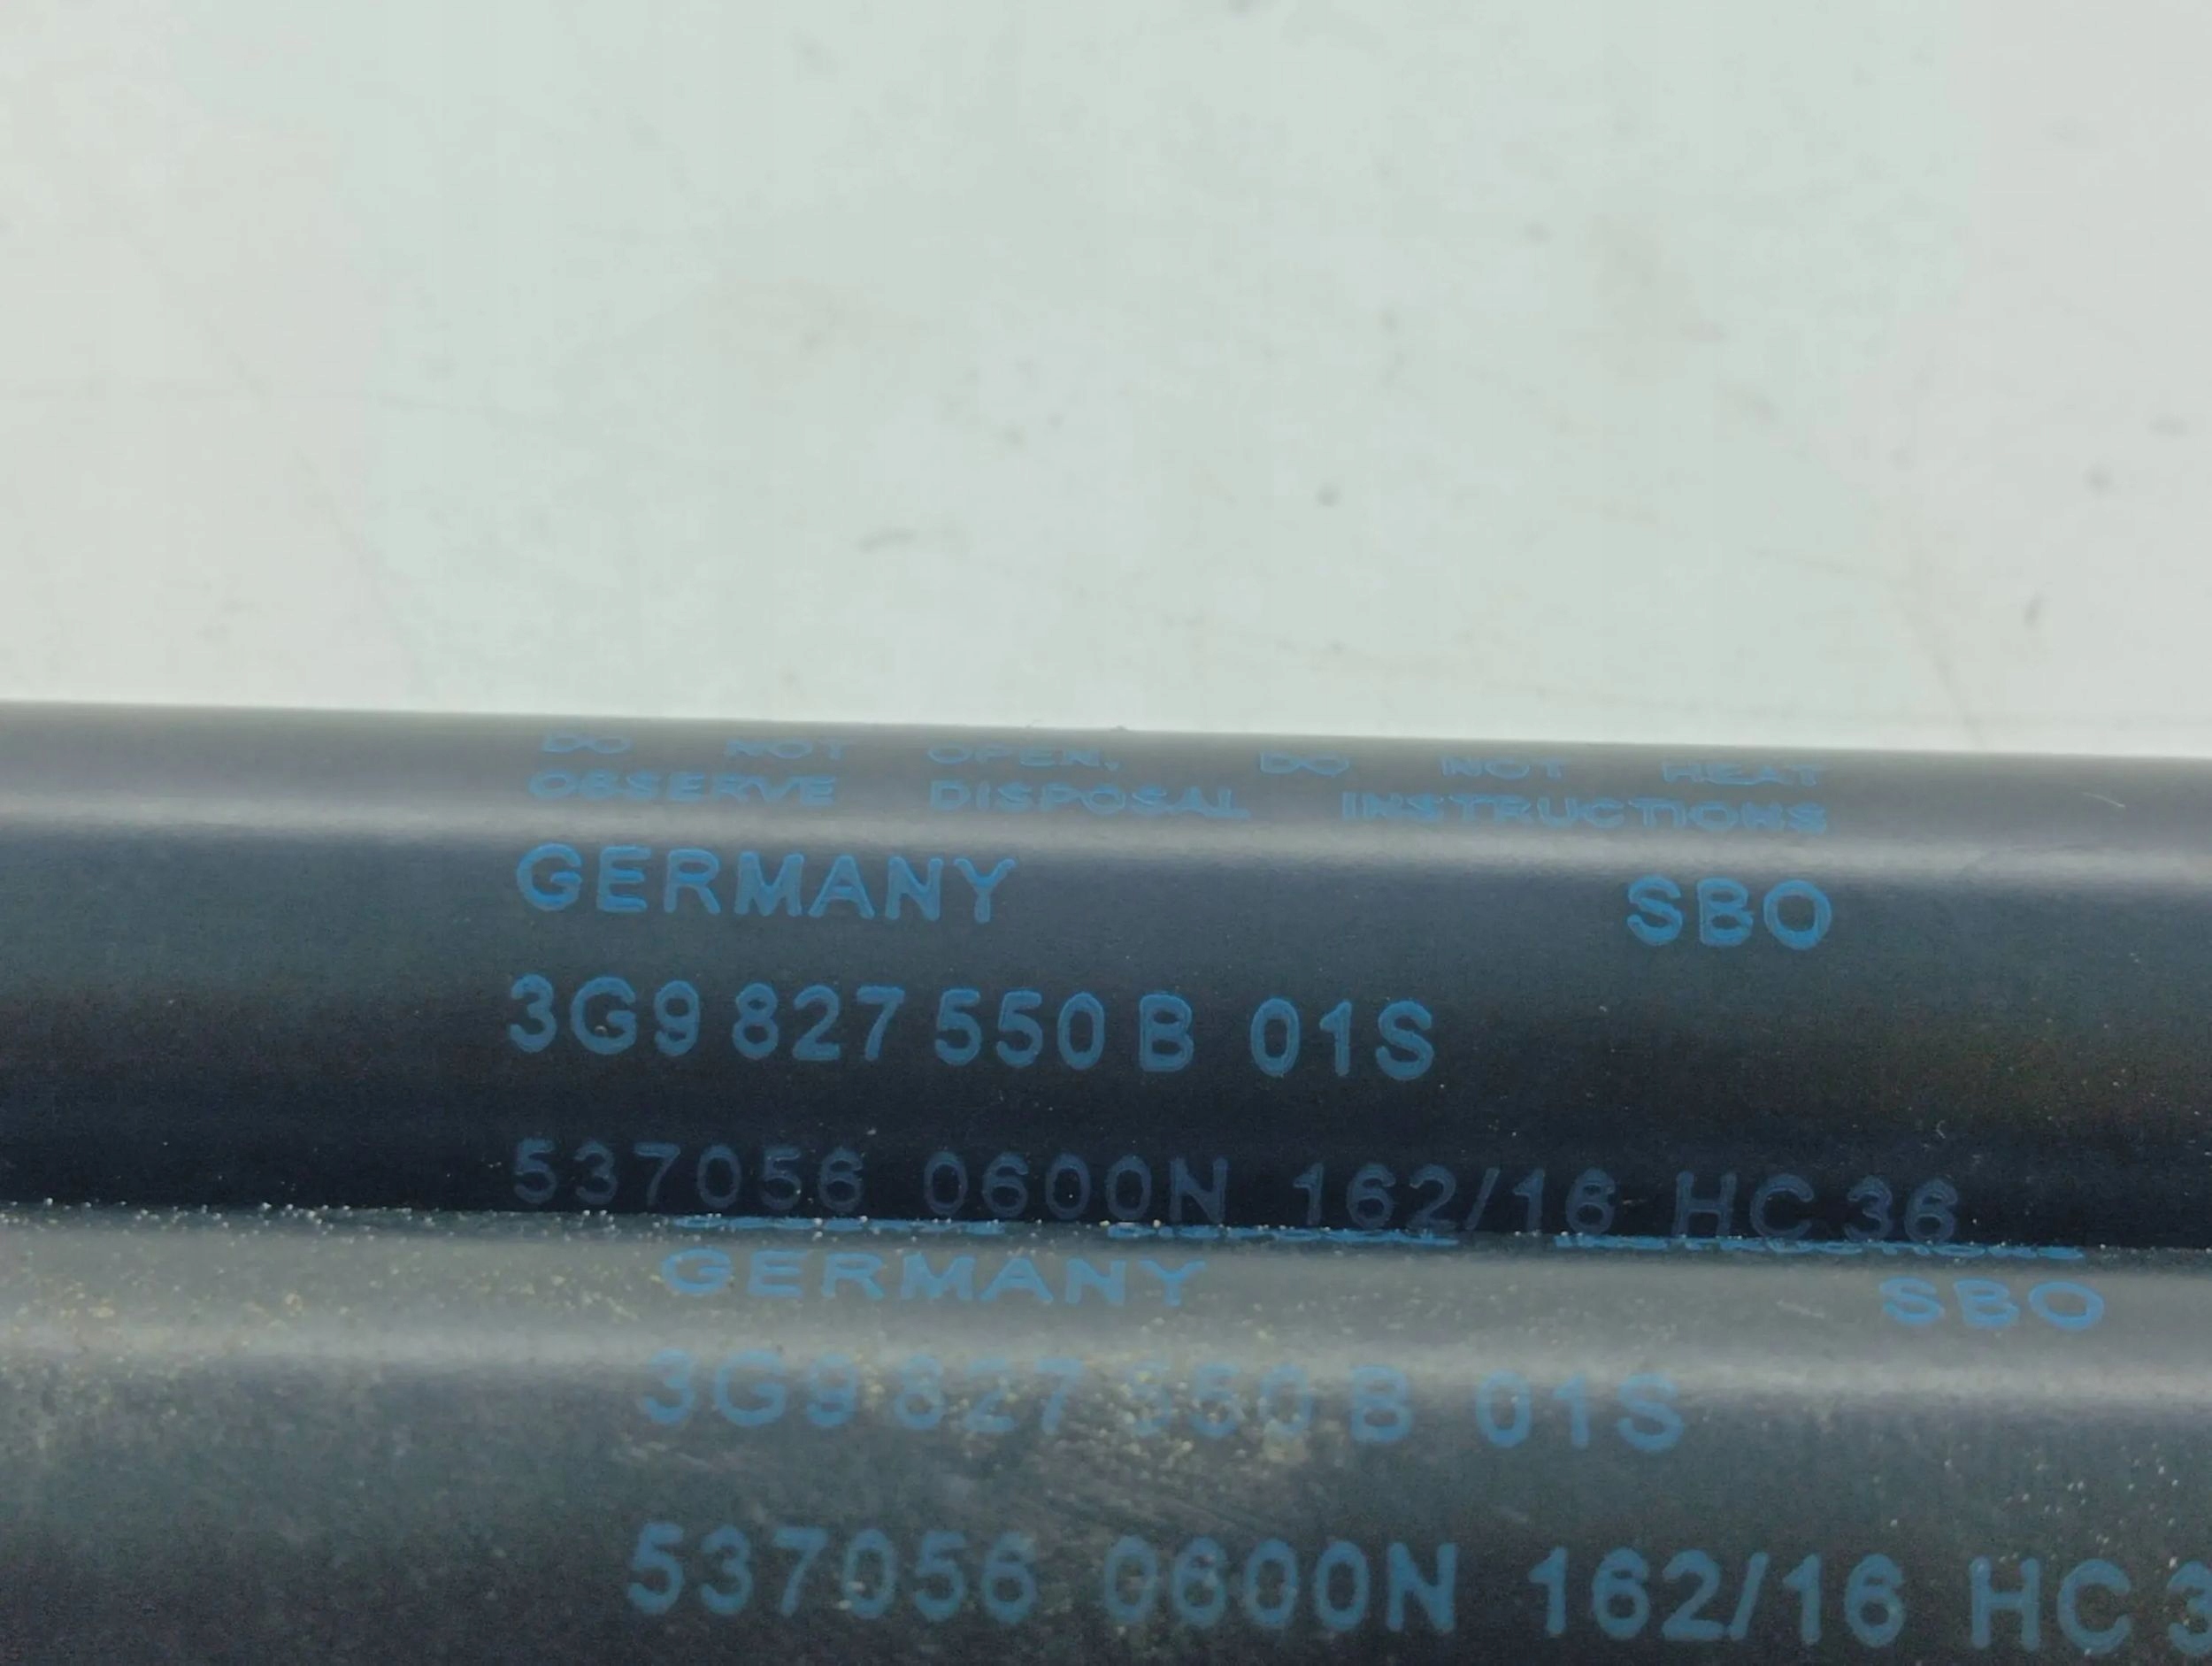 DO NOT OPEN, DO NOT HEAT
OBSERVE DISPOSAL INSTRUCTIONS
GERMANY SBO
3G9 827 550 B 01S
537056 0600N 162/16 HC 36
GERMANY SBO
3G9 827 550 B 01S
537056 0600N 162/16 HC 3